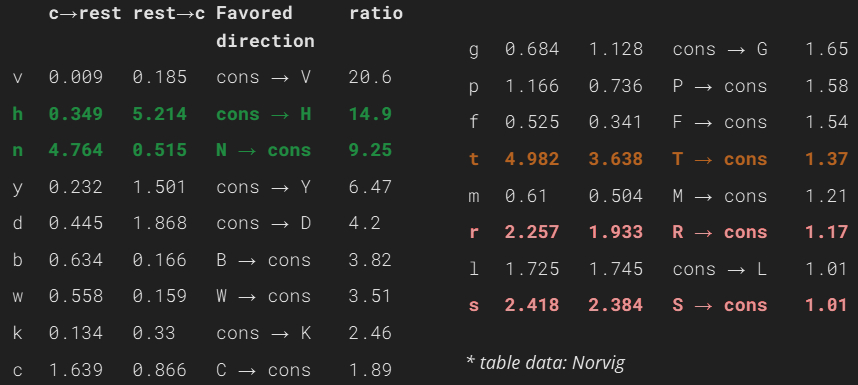 c→rest rest→c Favored direction ratio
v 0.009 0.185 cons → V 20.6
h 0.349 5.214 cons → H 14.9
n 4.764 0.515 N → cons 9.25
y 0.232 1.501 cons → Y 6.47
d 0.445 1.868 cons → D 4.2
b 0.634 0.166 B → cons 3.82
w 0.558 0.159 W → cons 3.51
k 0.134 0.33 cons → K 2.46
c 1.639 0.866 C → cons 1.89
g 0.684 1.128 cons → G 1.65
p 1.166 0.736 P → cons 1.58
f 0.525 0.341 F → cons 1.54
t 4.982 3.638 T → cons 1.37
m 0.61 0.504 M → cons 1.21
r 2.257 1.933 R → cons 1.17
l 1.725 1.745 cons → L 1.01
s 2.418 2.384 S → cons 1.01
* table data: Norvig